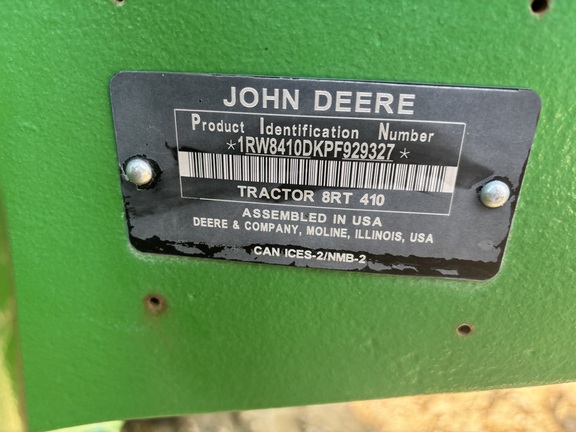 JOHN DEERE
Product Identification Number
*1RW8410DKPF929327*
TRACTOR 8RT 410
ASSEMBLED IN USA
DEERE & COMPANY, MOLINE, ILLINOIS, USA
CAN ICES-2/NMB-2